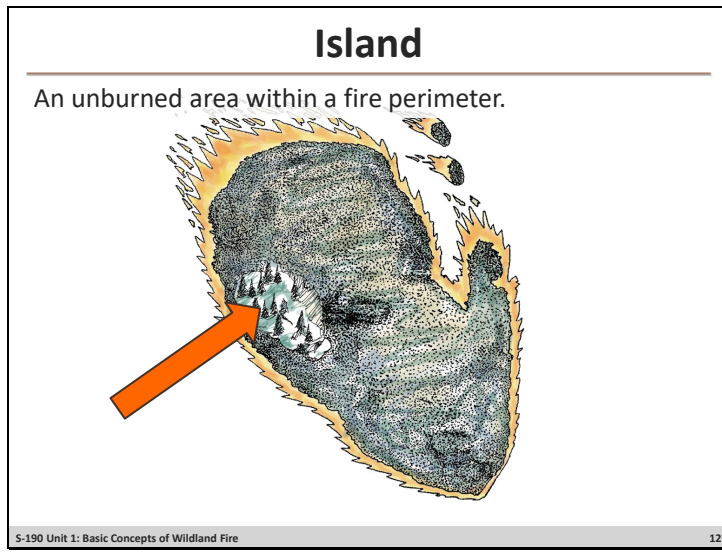 Island
An unburned area within a fire perimeter.
S-190 Unit 1: Basic Concepts of Wildland Fire
12